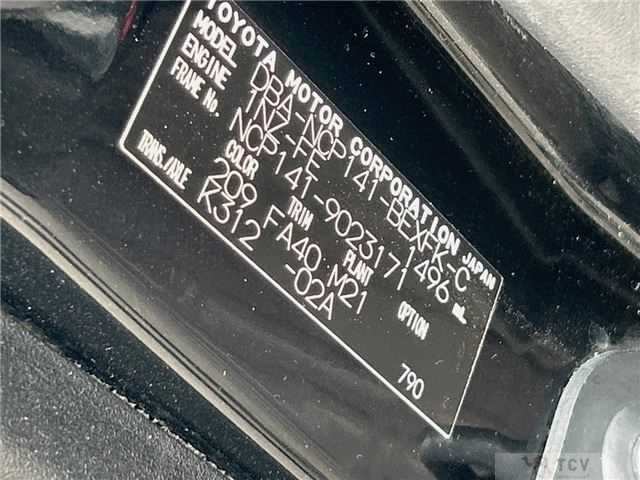 TOYOTA MOTOR CORPORATION JAPAN
MODEL DBA-NCP141-BEXFK-C
ENGINE 1NZ-FE 1496 mL
FRAME No. NCP141-9023171
COLOR TRIM PLANT OPTION
209 FA40 M21
TRANS./AXLE K312 -02A 790
TCV